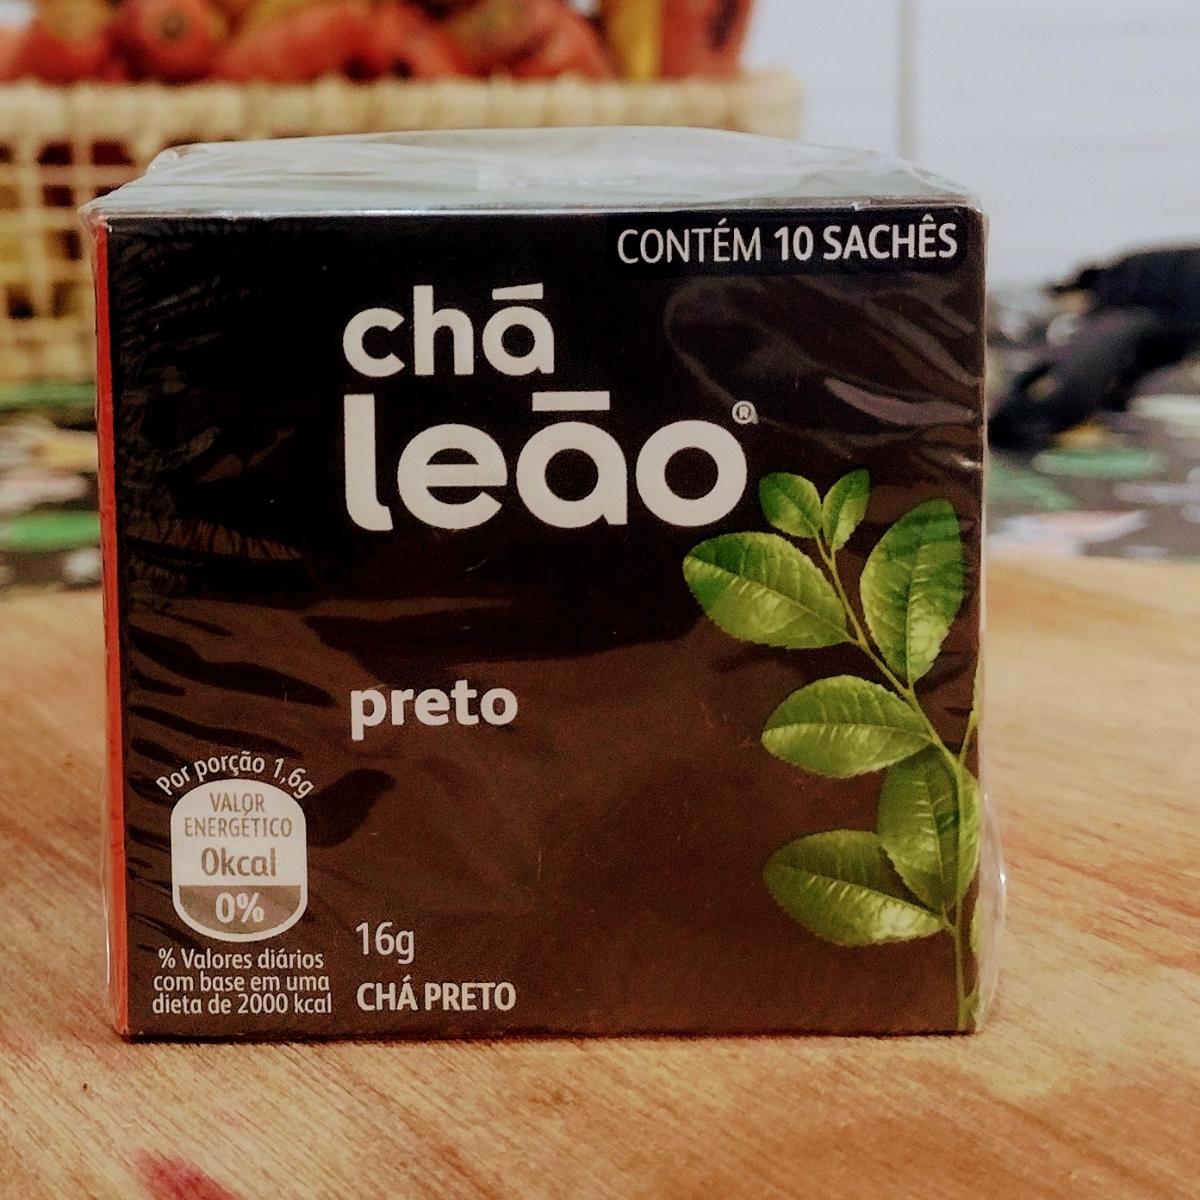 CONTÉM 10 SACHÊS
chá
leão®
preto
Por porção 1,6g
VALOR
ENERGÉTICO
0kcal
0%
% Valores diários
com base em uma
dieta de 2000 kcal
16g
CHÁ PRETO